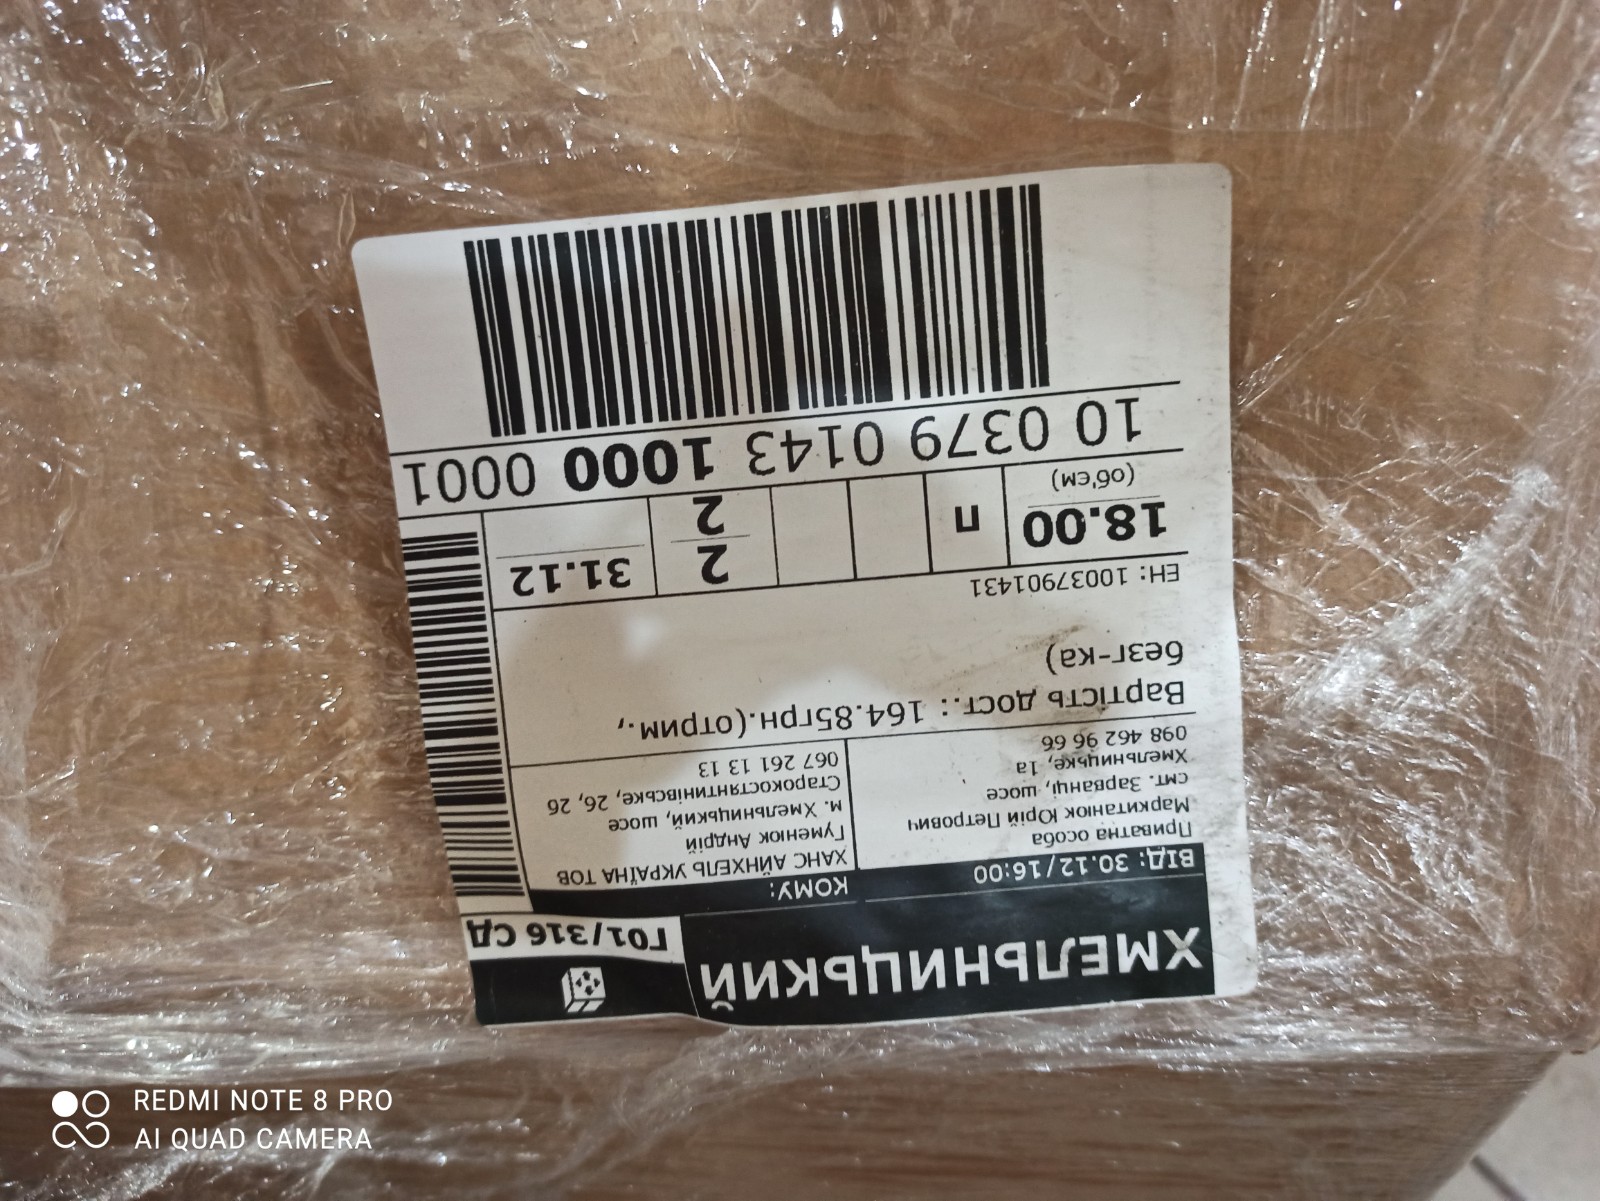 ХМЕЛЬНИЦЬКИЙ
Г01/316 СД
ВІД: 30.12/16:00
Приватна особа
Маркитанюк Юрій Петрович
смт. Зарванці, шосе
Хмельницьке, 1а
098 462 96 66
КОМУ:
ХАНС АЙНХЕЛЬ УКРАЇНА ТОВ
Гуменюк Андрій
м. Хмельницький, шосе
Старокостянтинівське, 26, 26
067 261 13 13
Вартість дост.: 164.85грн.(отрим.,
безг-ка)
ЕН: 10037901431
18.00
(об'єм)
П
2
2
31.12
10 0379 0143 1000 0001
REDMI NOTE 8 PRO
AI QUAD CAMERA